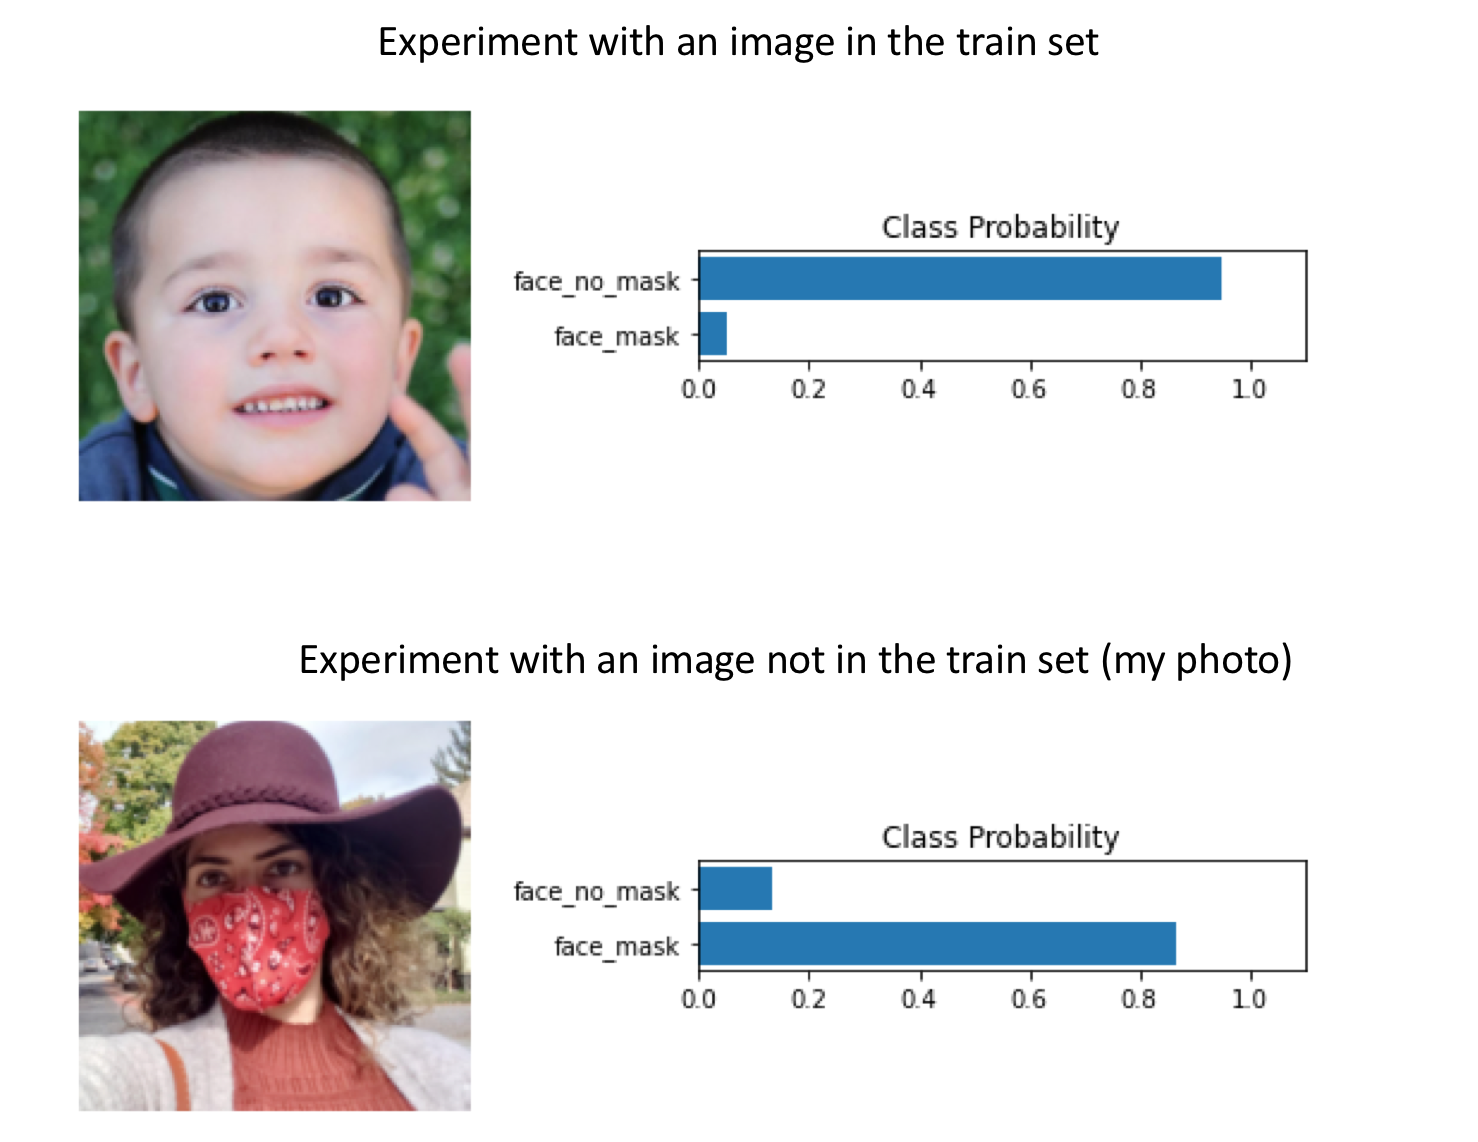 Experiment with an image in the train set
Class Probability
face_no_mask
face_mask
0.0 0.2 0.4 0.6 0.8 1.0
Experiment with an image not in the train set (my photo)
Class Probability
face_no_mask
face_mask
0.0 0.2 0.4 0.6 0.8 1.0